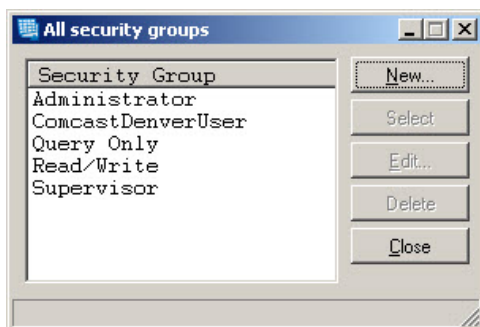 All security groups
Security Group
Administrator
ComcastDenverUser
Query Only
Read/Write
Supervisor
New...
Select
Edit...
Delete
Close